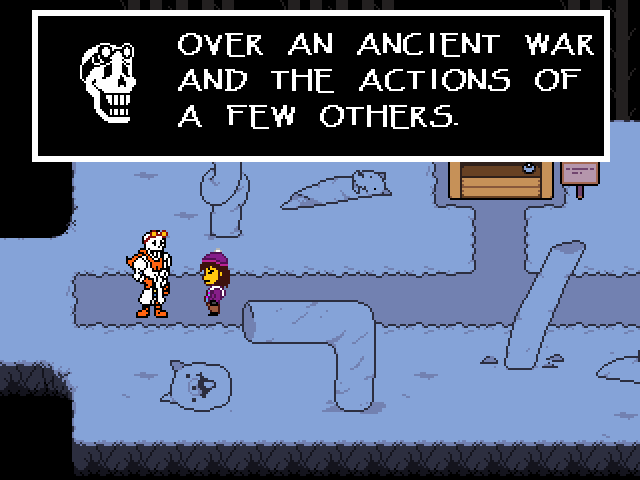 OVER AN ANCIENT WAR
AND THE ACTIONS OF
A FEW OTHERS.